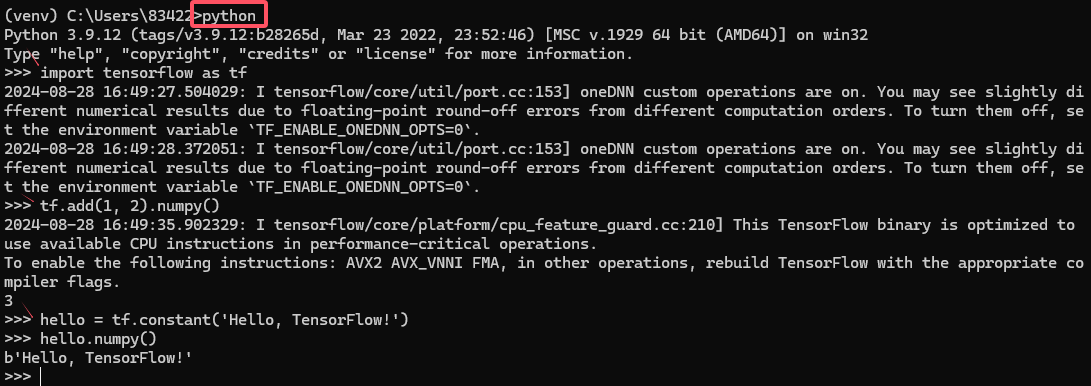 (venv) C:\Users\83422>python
Python 3.9.12 (tags/v3.9.12:b28265d, Mar 23 2022, 23:52:46) [MSC v.1929 64 bit (AMD64)] on win32
Type "help", "copyright", "credits" or "license" for more information.
>>> import tensorflow as tf
2024-08-28 16:49:27.504029: I tensorflow/core/util/port.cc:153] oneDNN custom operations are on. You may see slightly di
fferent numerical results due to floating-point round-off errors from different computation orders. To turn them off, se
t the environment variable `TF_ENABLE_ONEDNN_OPTS=0`.
2024-08-28 16:49:28.372051: I tensorflow/core/util/port.cc:153] oneDNN custom operations are on. You may see slightly di
fferent numerical results due to floating-point round-off errors from different computation orders. To turn them off, se
t the environment variable `TF_ENABLE_ONEDNN_OPTS=0`.
>>> tf.add(1, 2).numpy()
2024-08-28 16:49:35.902329: I tensorflow/core/platform/cpu_feature_guard.cc:210] This TensorFlow binary is optimized to
use available CPU instructions in performance-critical operations.
To enable the following instructions: AVX2 AVX_VNNI FMA, in other operations, rebuild TensorFlow with the appropriate co
mpiler flags.
3
>>> hello = tf.constant('Hello, TensorFlow!')
>>> hello.numpy()
b'Hello, TensorFlow!'
>>>